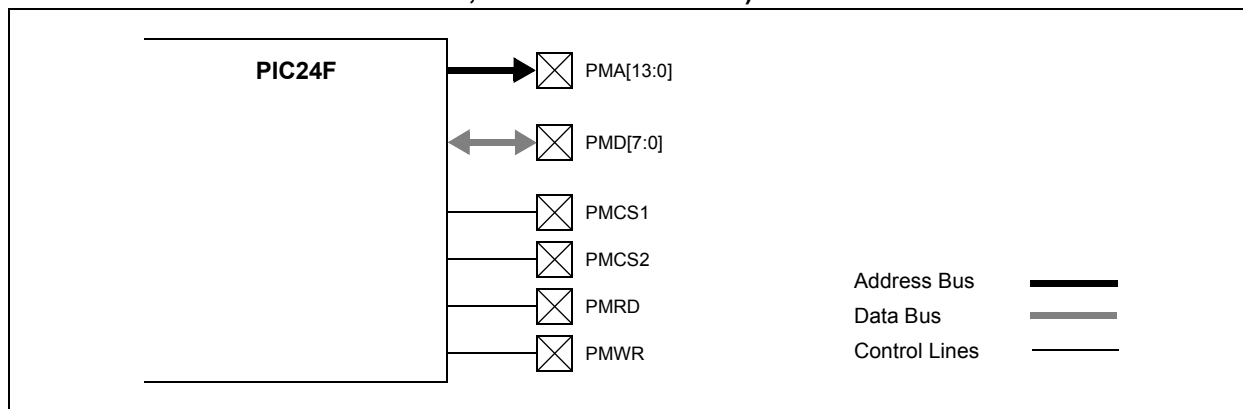 PIC24F
PMA[13:0]
PMD[7:0]
PMCS1
PMCS2
PMRD
PMWR
Address Bus
Data Bus
Control Lines